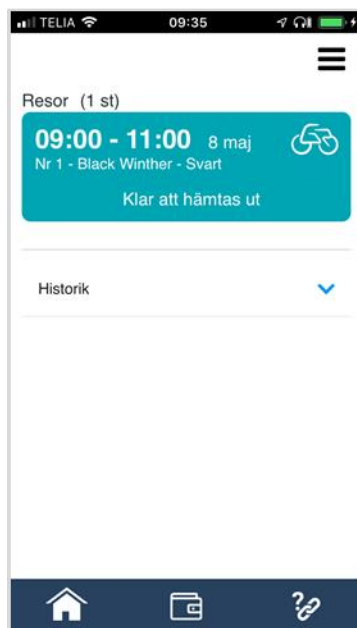 TELIA 09:35
Resor (1 st)
09:00 - 11:00 8 maj
Nr 1 - Black Winther - Svart
Klar att hämtas ut
Historik
?